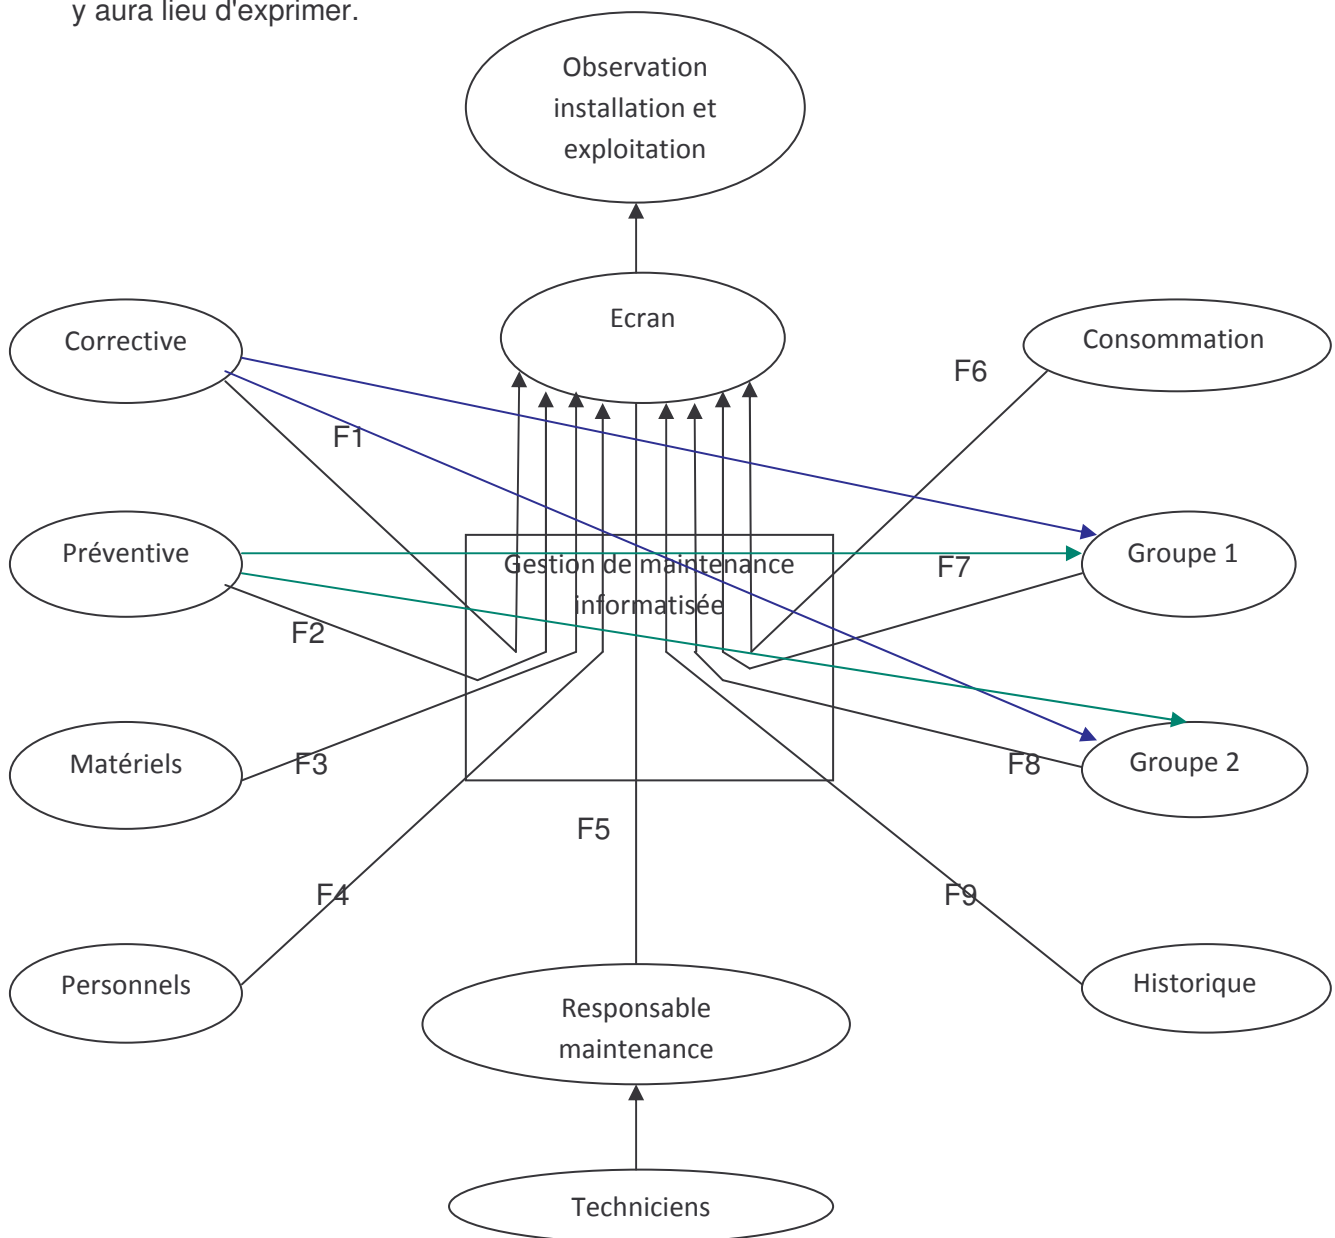 y aura lieu d'exprimer.
Observation
installation et
exploitation
Ecran
Corrective
Consommation
F6
F1
Préventive
Gestion de maintenance
informatisée
F7
Groupe 1
F2
Matériels
F3
F8
Groupe 2
F5
F4
F9
Personnels
Historique
Responsable
maintenance
Techniciens